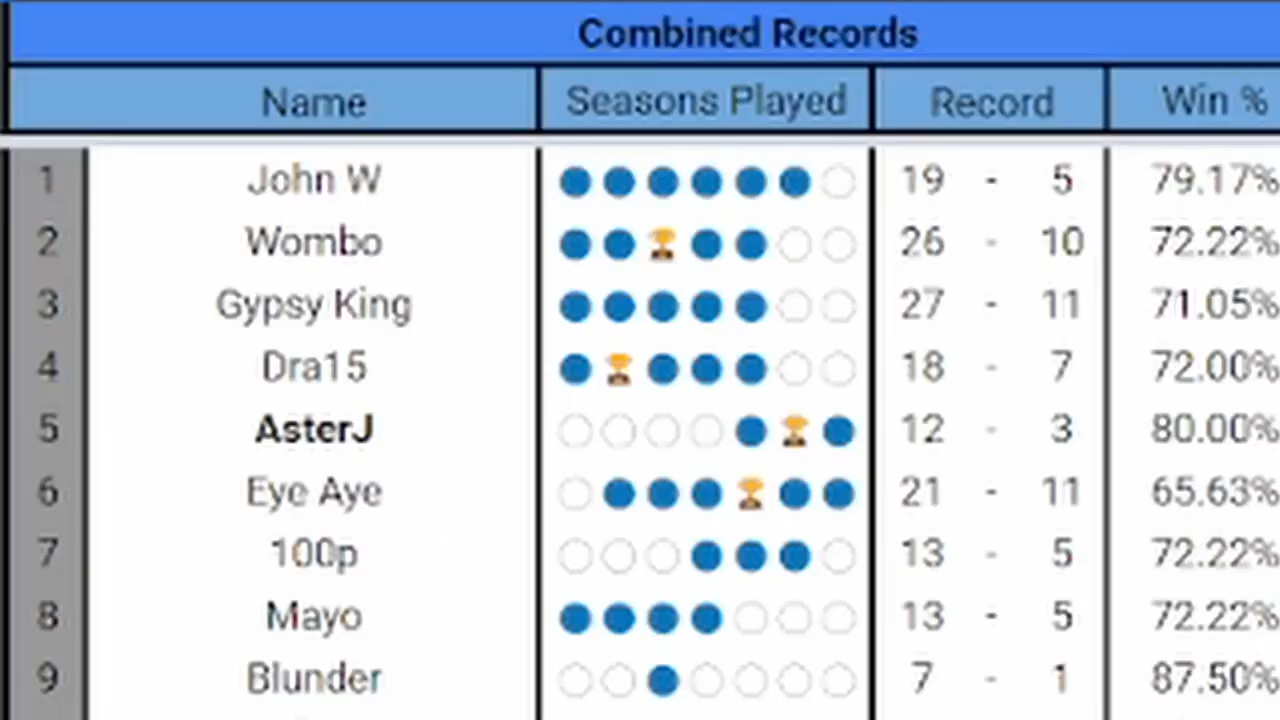 Combined Records
Name Seasons Played Record Win %
1 John W 19 - 5 79.17%
2 Wombo 26 - 10 72.22%
3 Gypsy King 27 - 11 71.05%
4 Dra15 18 - 7 72.00%
5 AsterJ 12 - 3 80.00%
6 Eye Aye 21 - 11 65.63%
7 100p 13 - 5 72.22%
8 Mayo 13 - 5 72.22%
9 Blunder 7 - 1 87.50%